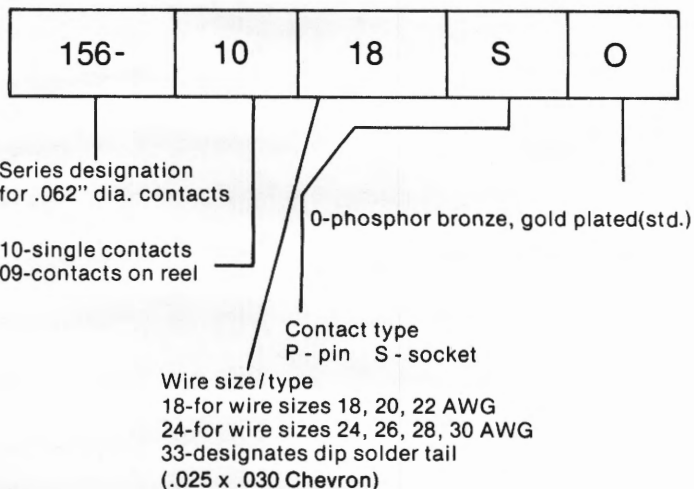 156- 10 18 S O
Series designation
for .062" dia. contacts
0-phosphor bronze, gold plated(std.)
10-single contacts
09-contacts on reel
Contact type
P - pin S - socket
Wire size/type
18-for wire sizes 18, 20, 22 AWG
24-for wire sizes 24, 26, 28, 30 AWG
33-designates dip solder tail
(.025 x .030 Chevron)